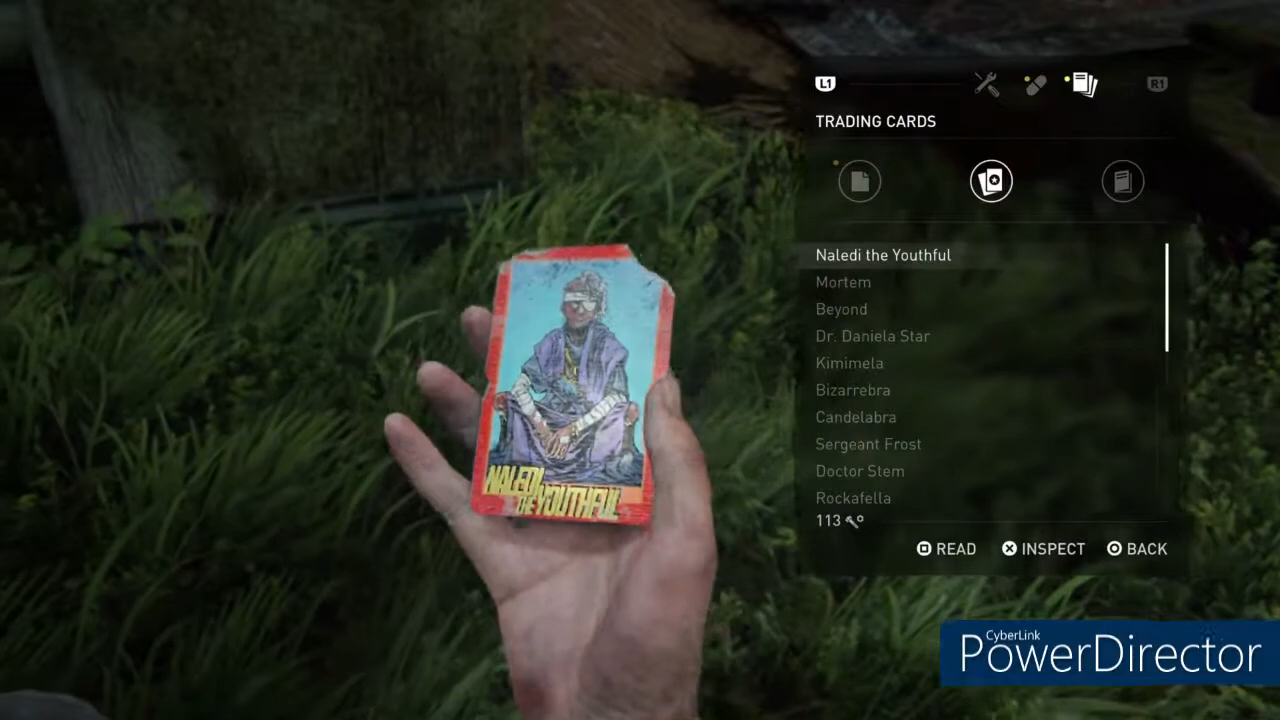 L1
R1
TRADING CARDS
Naledi the Youthful
Mortem
Beyond
Dr. Daniela Star
Kimimela
Bizarrebra
Candelabra
Sergeant Frost
Doctor Stem
Rockafella
113
READ INSPECT BACK
NALEDI
THE YOUTHFUL
CyberLink
PowerDirector